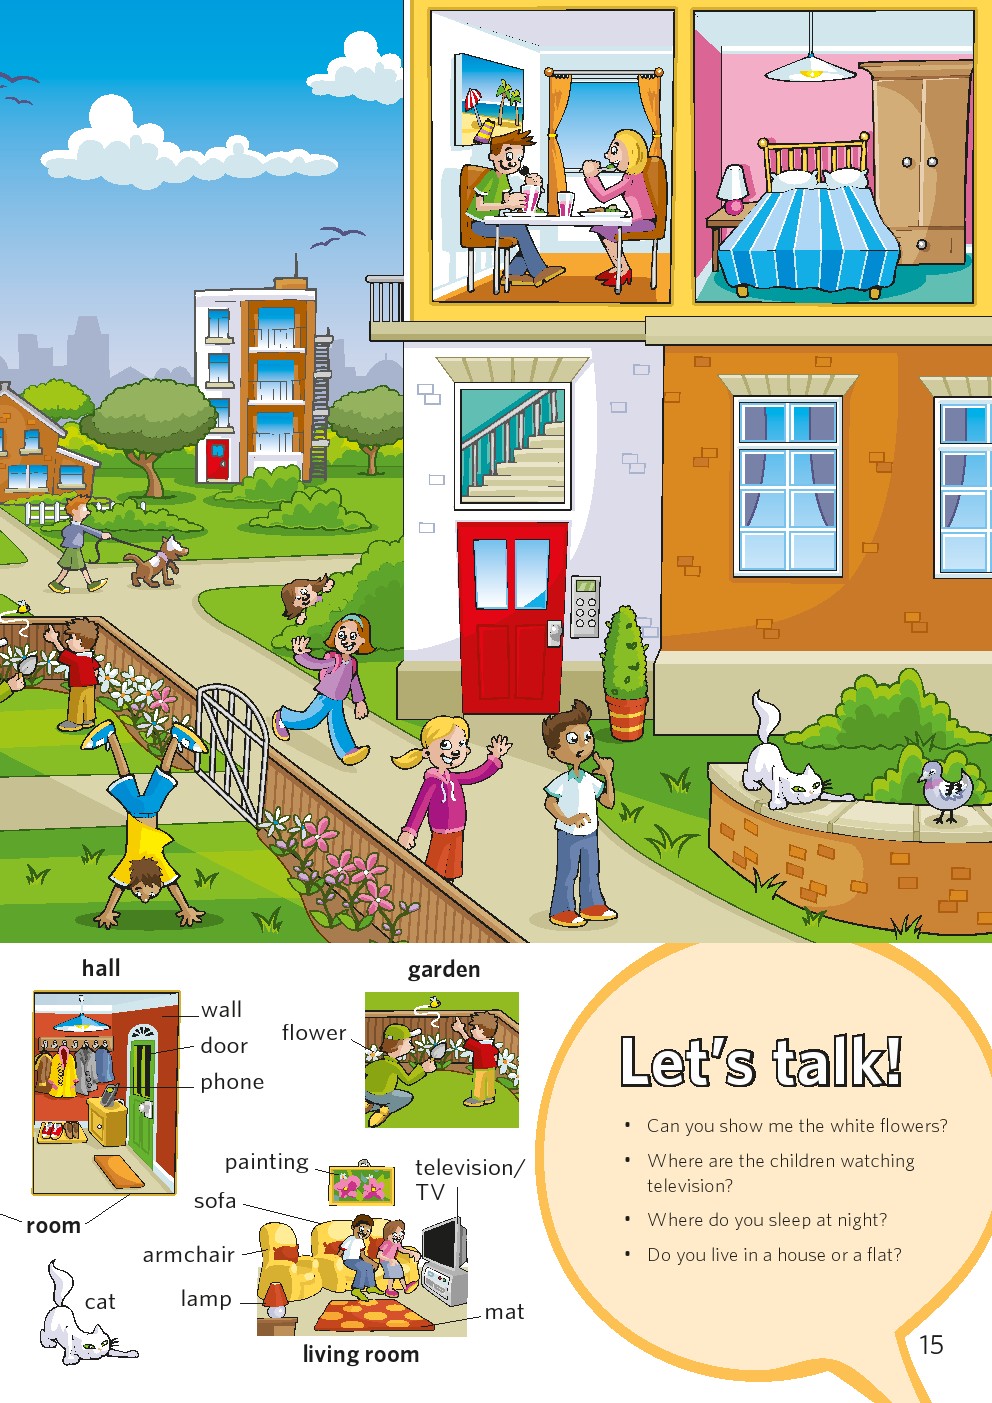 hall
wall
door
phone
room
cat
garden
flower
painting
television/
TV
sofa
armchair
lamp
mat
living room
Let's talk!
• Can you show me the white flowers?
• Where are the children watching
television?
• Where do you sleep at night?
• Do you live in a house or a flat?
15